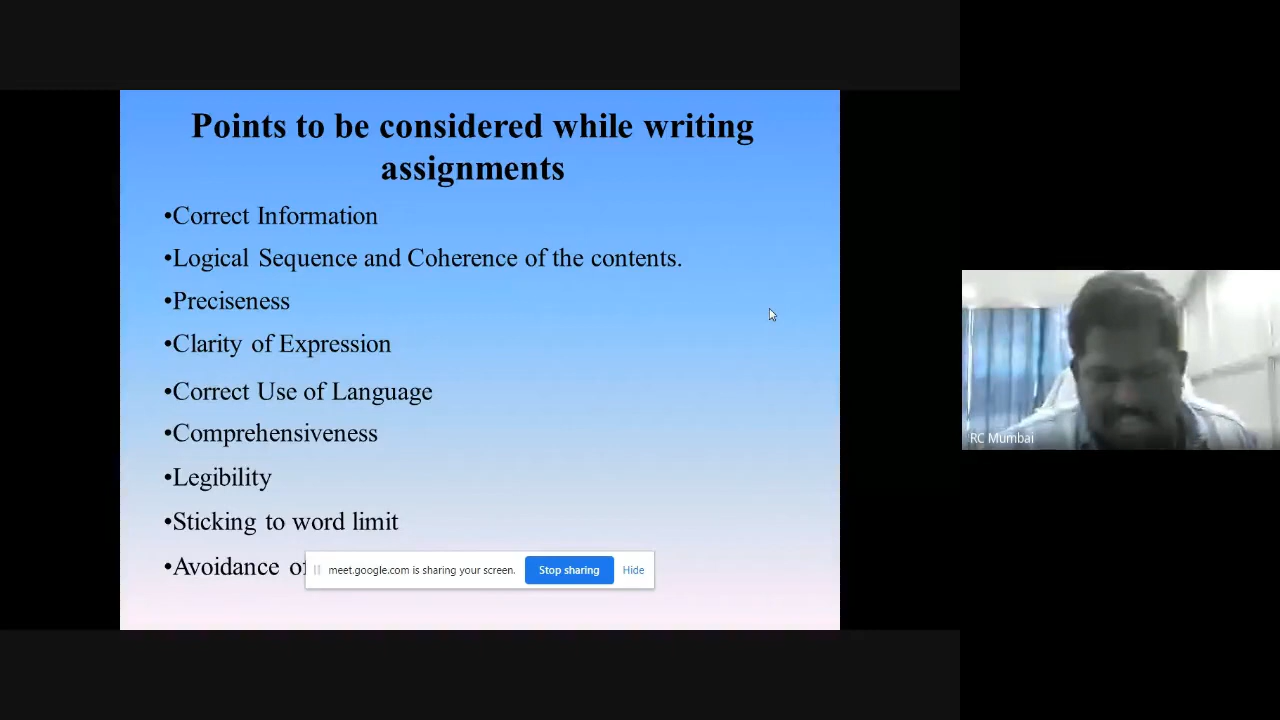 Points to be considered while writing
assignments
•Correct Information
•Logical Sequence and Coherence of the contents.
•Preciseness
•Clarity of Expression
•Correct Use of Language
•Comprehensiveness
•Legibility
•Sticking to word limit
•Avoidance of
meet.google.com is sharing your screen. Stop sharing Hide
RC Mumbai